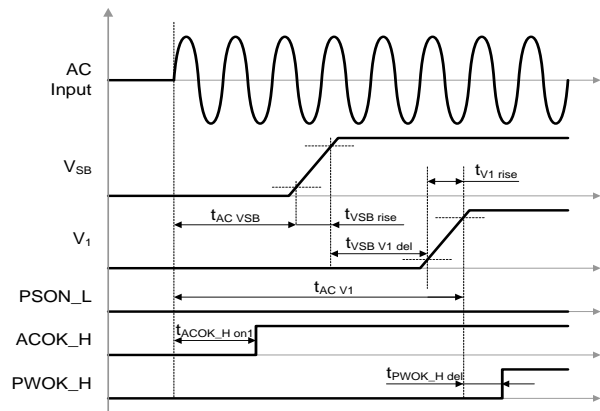 AC
Input
VSB
tV1 rise
tAC VSB
tVSB rise
V1
tVSB V1 del
PSON_L
tAC V1
ACOK_H
tACOK_H on1
PWOK_H
tPWOK_H del